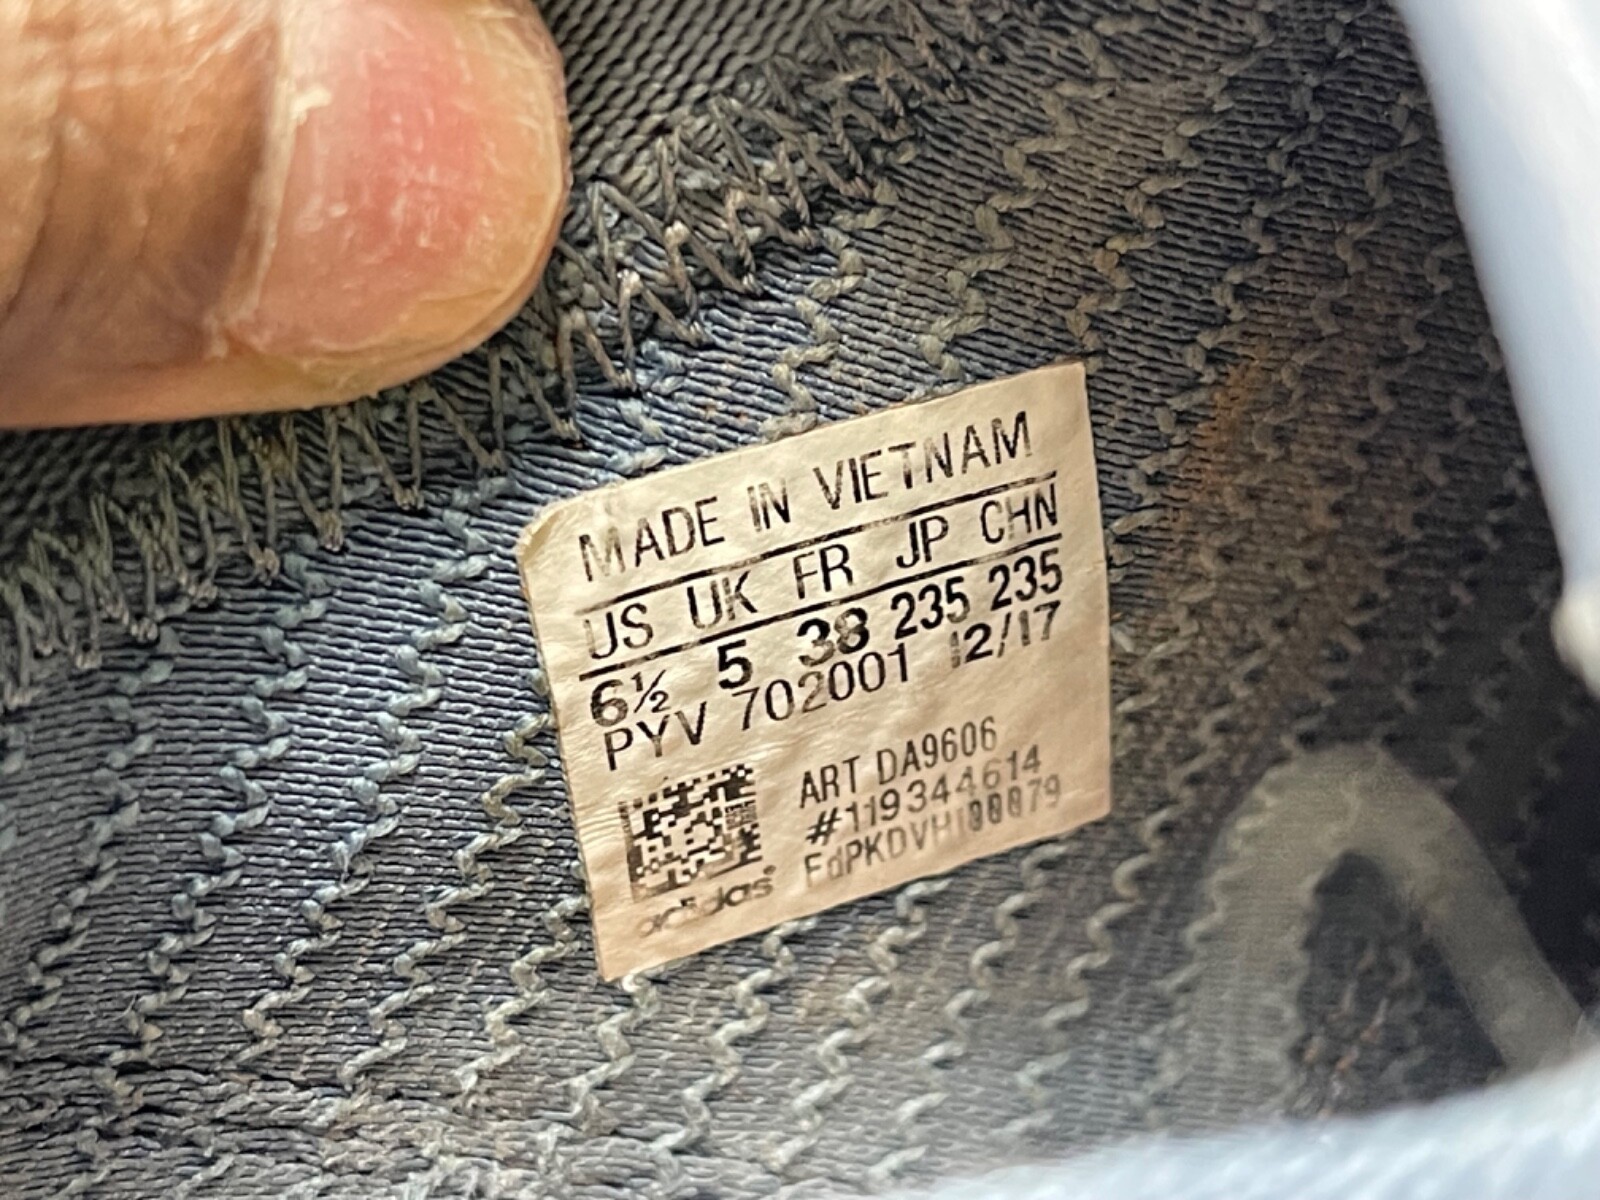 MADE IN VIETNAM
US UK FR JP CHN
6½ 5 38 235 235
PYV 702001 12/17
ART DA9606
#119344614
adidas